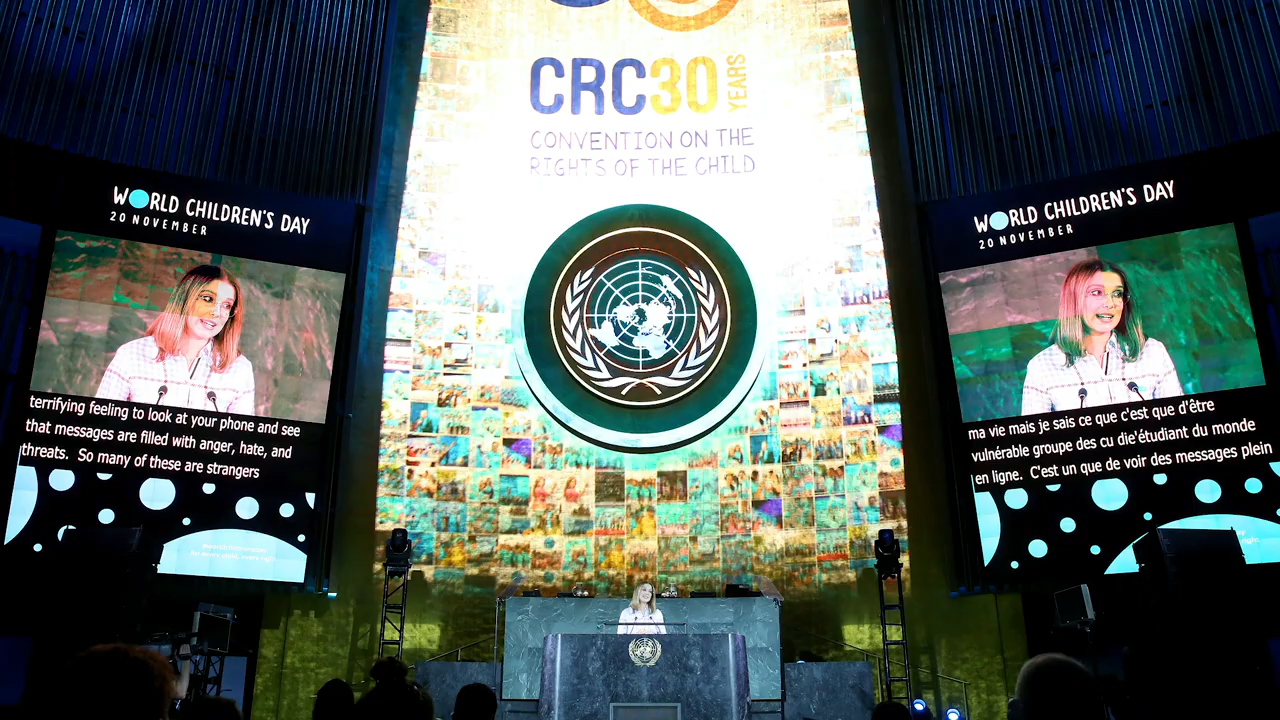 CRC30
YEARS
CONVENTION ON THE
RIGHTS OF THE CHILD
WORLD CHILDREN'S DAY
20 NOVEMBER
terrifying feeling to look at your phone and see
that messages are filled with anger, hate, and
threats. So many of these are strangers
WORLD CHILDREN'S DAY
20 NOVEMBER
ma vie mais je sais ce que c'est que d'être
vulnérable groupe des cu die'étudiant du monde
en ligne. C'est un que de voir des messages plein